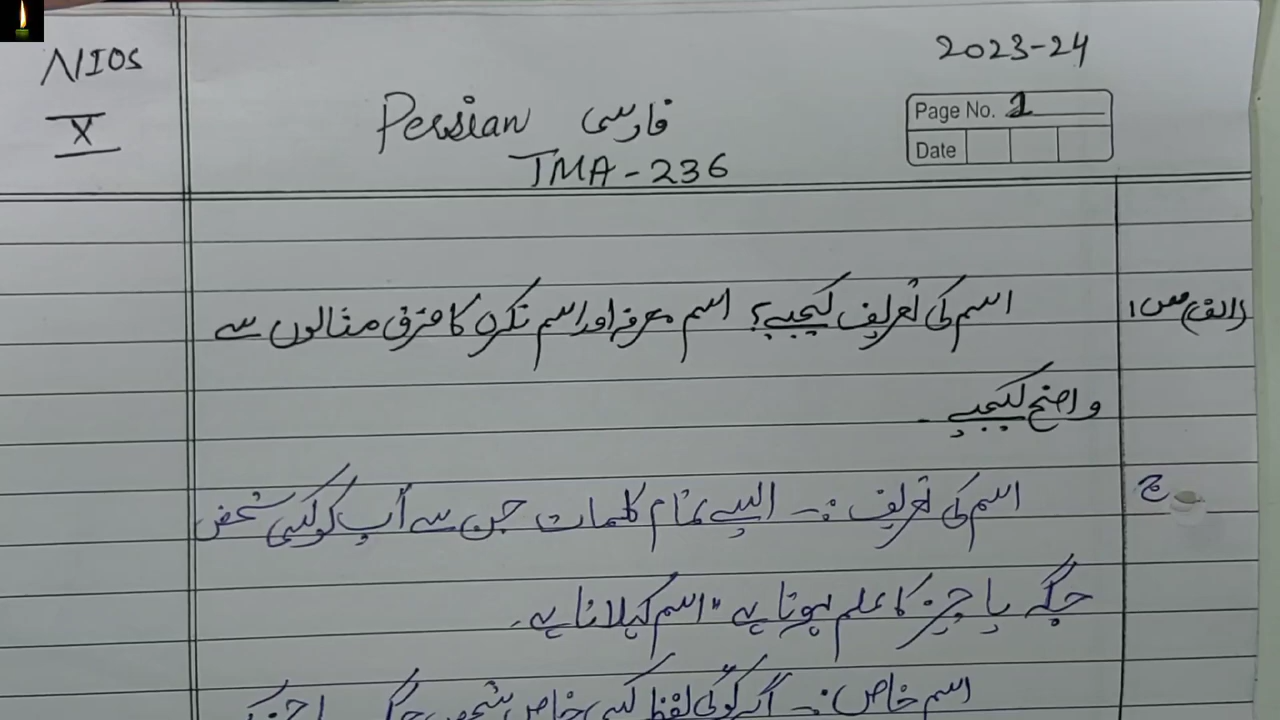 NIOS
X
2023-24
Persian فارسی
TMA-236
Page No. 1
Date
(الف) س ۱ اسم کی تعریف کیجیے؟ اسم معرفہ اور اسم نکرہ کا فرق مثالوں سے
واضح کیجیے۔
ج اسم کی تعریف :- ایسے تمام کلمات جن سے آپ کو کسی شخص
جگہ یا چیز کا علم ہوتا ہے "اسم کہلاتا ہے۔
اسم خاص :- اگر کوئی لفظ کسی خاص شخص، جگہ